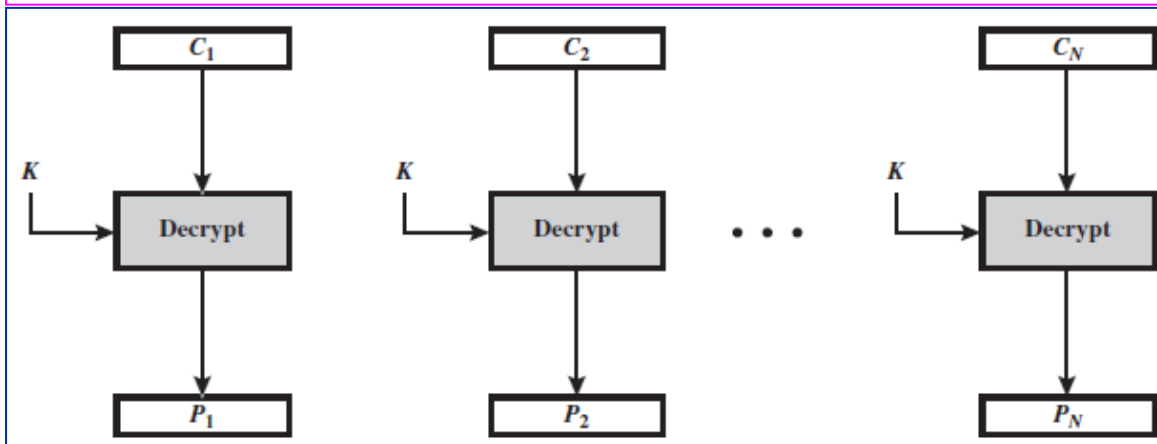 C1 C2 CN
K K K
Decrypt Decrypt • • • Decrypt
P1 P2 PN